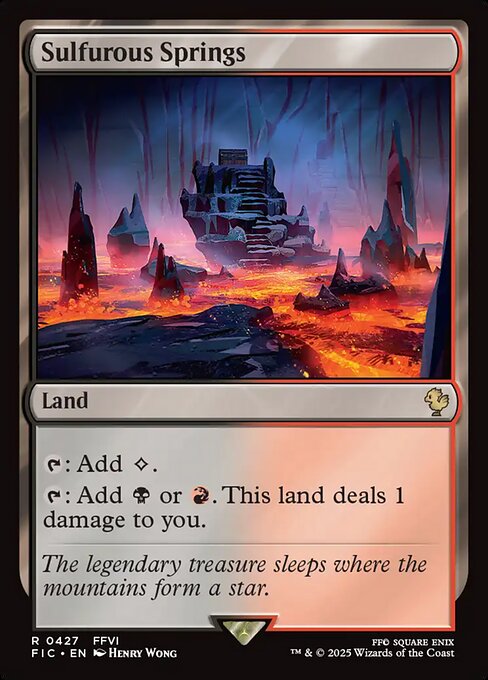 Sulfurous Springs
Land
: Add .
: Add or . This land deals 1
damage to you.
The legendary treasure sleeps where the
mountains form a star.
R 0427 FFVI
FIC • EN Henry Wong
FF© SQUARE ENIX
™ & © 2025 Wizards of the Coast